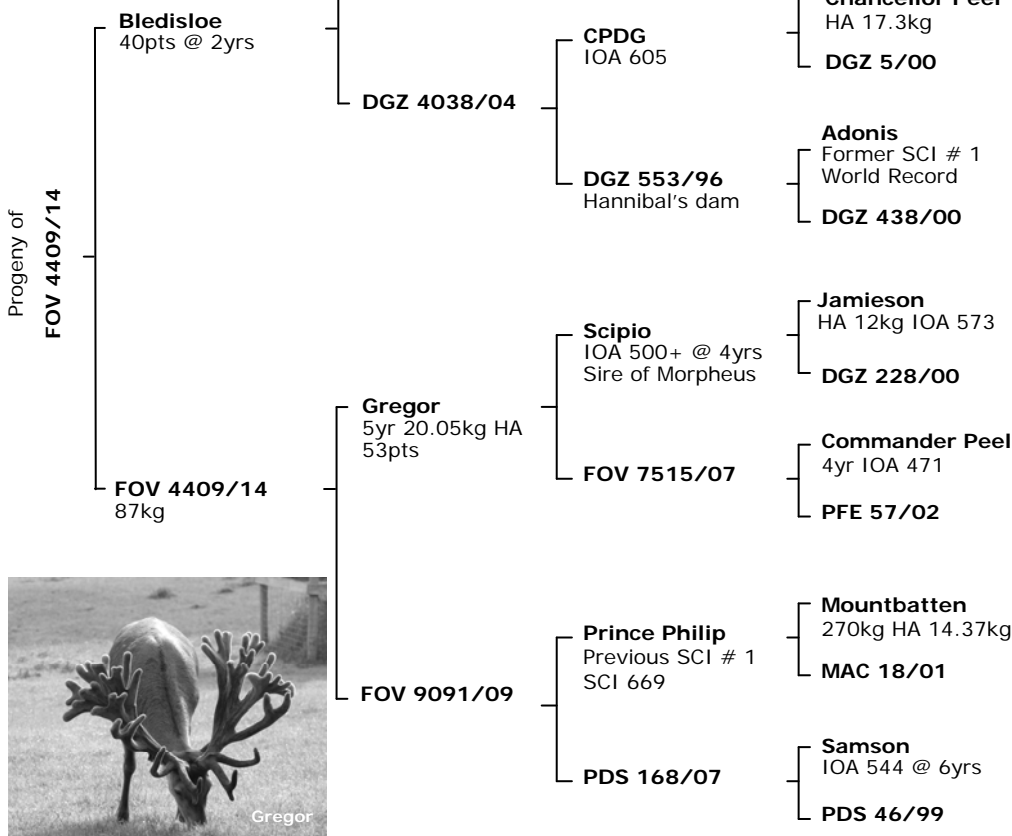 Progeny of
FOV 4409/14
Bledisloe
40pts @ 2yrs
FOV 4409/14
87kg
DGZ 4038/04
Gregor
5yr 20.05kg HA
53pts
FOV 9091/09
CPDG
IOA 605
DGZ 553/96
Hannibal's dam
Scipio
IOA 500+ @ 4yrs
Sire of Morpheus
FOV 7515/07
Prince Philip
Previous SCI # 1
SCI 669
PDS 168/07
Chancellor Peel
HA 17.3kg
DGZ 5/00
Adonis
Former SCI # 1
World Record
DGZ 438/00
Jamieson
HA 12kg IOA 573
DGZ 228/00
Commander Peel
4yr IOA 471
PFE 57/02
Mountbatten
270kg HA 14.37kg
MAC 18/01
Samson
IOA 544 @ 6yrs
PDS 46/99
Gregor